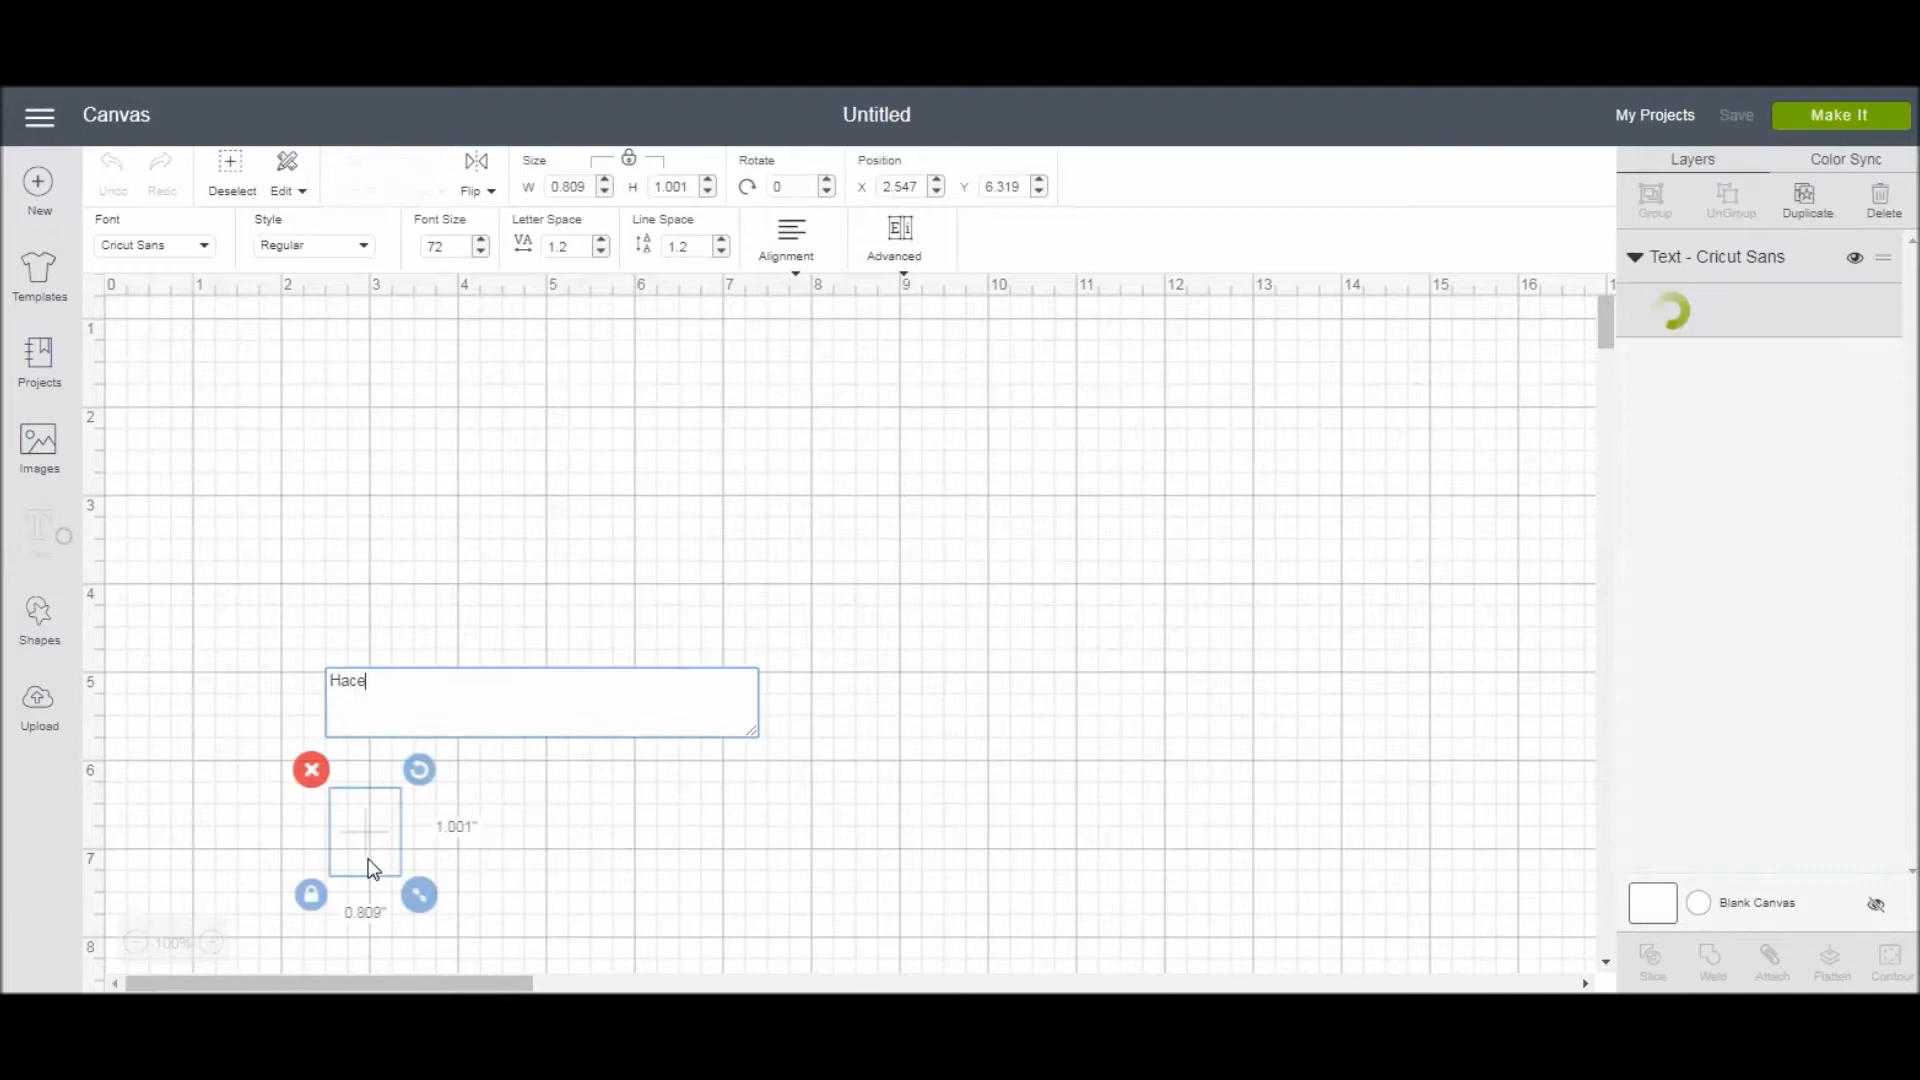 Canvas
Untitled
My Projects
Save
Make It
Undo
Redo
Deselect
Edit
Flip
Size
W 0.809
H 1.001
Rotate
0
Position
X 2.547
Y 6.319
Layers
Color Sync
Group
UnGroup
Duplicate
Delete
Font
Cricut Sans
Style
Regular
Font Size
72
Letter Space
VA 1.2
Line Space
1.2
Alignment
Advanced
Text - Cricut Sans
New
Templates
Projects
Images
Shapes
Upload
0 1 2 3 4 5 6 7 8 9 10 11 12 13 14 15 16
1
2
3
4
5
6
7
8
Hace
1.001"
0.809"
100%
Blank Canvas
Slice
Weld
Attach
Flatten
Contour